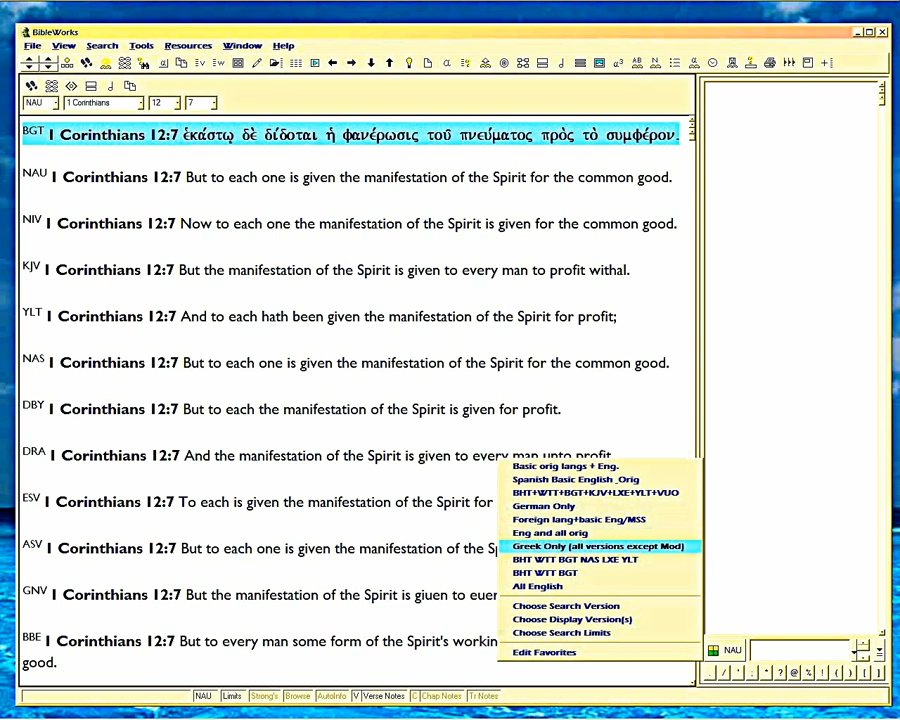 BibleWorks
File View Search Tools Resources Window Help
NAU 1 Corinthians 12 7
BGT 1 Corinthians 12:7 ἑκάστῳ δὲ δίδοται ἡ φανέρωσις τοῦ πνεύματος πρὸς τὸ συμφέρον.
NAU 1 Corinthians 12:7 But to each one is given the manifestation of the Spirit for the common good.
NIV 1 Corinthians 12:7 Now to each one the manifestation of the Spirit is given for the common good.
KJV 1 Corinthians 12:7 But the manifestation of the Spirit is given to every man to profit withal.
YLT 1 Corinthians 12:7 And to each hath been given the manifestation of the Spirit for profit;
NAS 1 Corinthians 12:7 But to each one is given the manifestation of the Spirit for the common good.
DBY 1 Corinthians 12:7 But to each the manifestation of the Spirit is given for profit.
DRA 1 Corinthians 12:7 And the manifestation of the Spirit is given to every man unto profit
ESV 1 Corinthians 12:7 To each is given the manifestation of the Spirit for
ASV 1 Corinthians 12:7 But to each one is given the manifestation of the Sp
GNV 1 Corinthians 12:7 But the manifestation of the Spirit is giuen to euer
BBE 1 Corinthians 12:7 But to every man some form of the Spirit's workin
good.
Basic orig langs + Eng.
Spanish Basic English _Orig
BHT+WTT+BGT+KJV+LXE+YLT+VUO
German Only
Foreign lang+basic Eng/MSS
Eng and all orig
Greek Only (all versions except Mod)
BHT WTT BGT NAS LXE YLT
BHT WTT BGT
All English
Choose Search Version
Choose Display Version(s)
Choose Search Limits
Edit Favorites
NAU
. / ' : * ? @ % ! ( ) [ ]
NAU Limits Strong's Browse AutoInfo V Verse Notes C Chap Notes Tr Notes